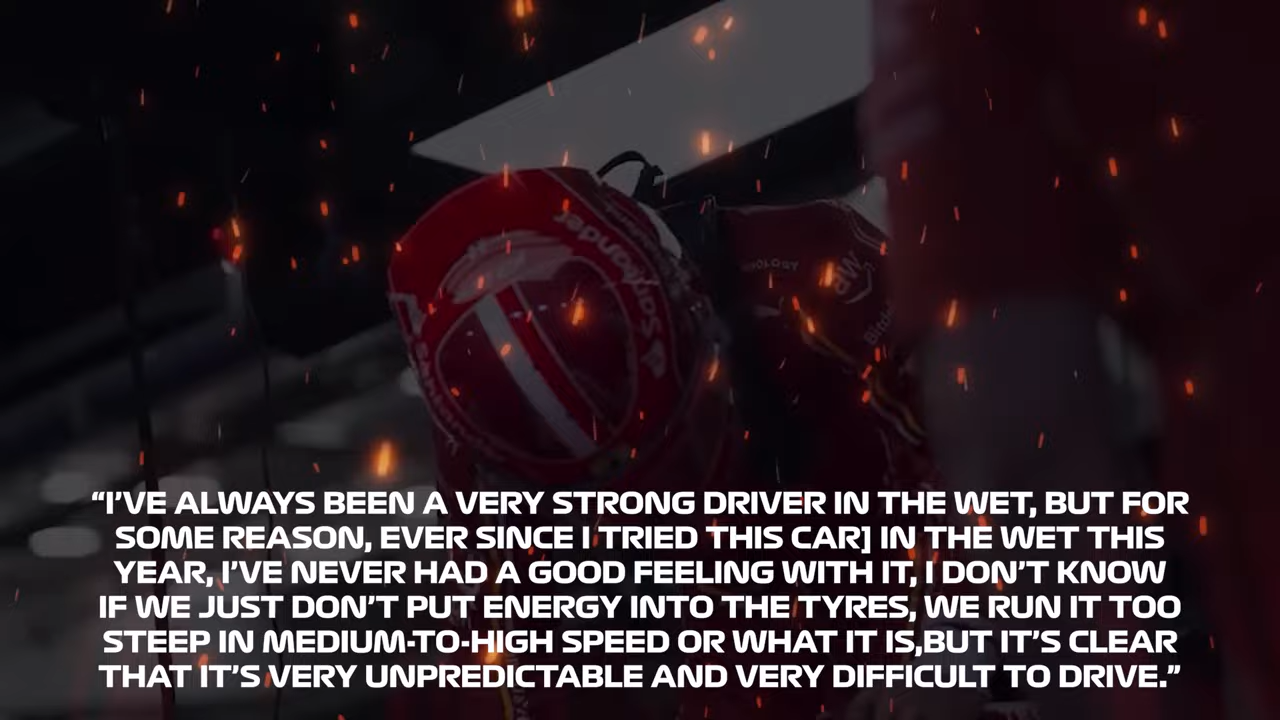 Santander
“I’VE ALWAYS BEEN A VERY STRONG DRIVER IN THE WET, BUT FOR
SOME REASON, EVER SINCE I TRIED THIS CAR] IN THE WET THIS
YEAR, I’VE NEVER HAD A GOOD FEELING WITH IT, I DON’T KNOW
IF WE JUST DON’T PUT ENERGY INTO THE TYRES, WE RUN IT TOO
STEEP IN MEDIUM-TO-HIGH SPEED OR WHAT IT IS,BUT IT’S CLEAR
THAT IT’S VERY UNPREDICTABLE AND VERY DIFFICULT TO DRIVE.”